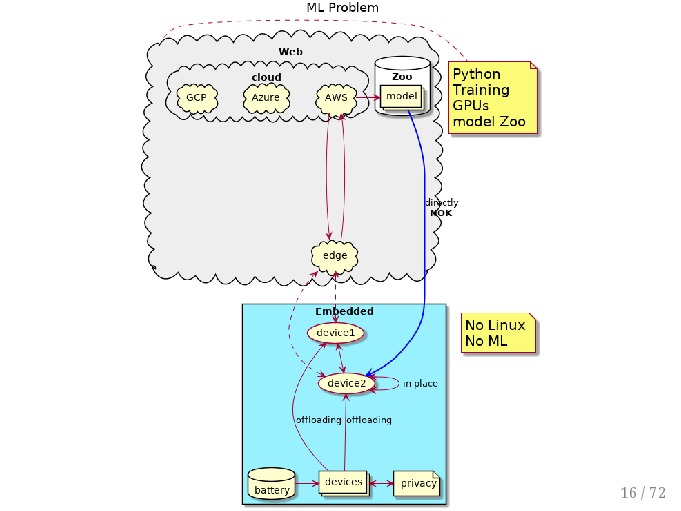 ML Problem
Web
cloud
Zoo
GCP
Azure
AWS
model
Python
Training
GPUs
model Zoo
directly
NOK
edge
Embedded
device1
No Linux
No ML
device2
in place
offloading
offloading
battery
devices
privacy
16 / 72